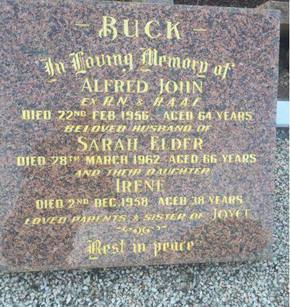 - BUCK -
In Loving Memory of
ALFRED JOHN
EX R.N. & R.A.A.F.
DIED 22ND FEB 1956. AGED 64 YEARS
BELOVED HUSBAND OF
SARAH ELDER
DIED 28TH MARCH 1962 AGED 66 YEARS
AND THEIR DAUGHTER
IRENE
DIED 2ND DEC 1958. AGED 38 YEARS
LOVED PARENTS & SISTER OF JOYCE
Rest in peace